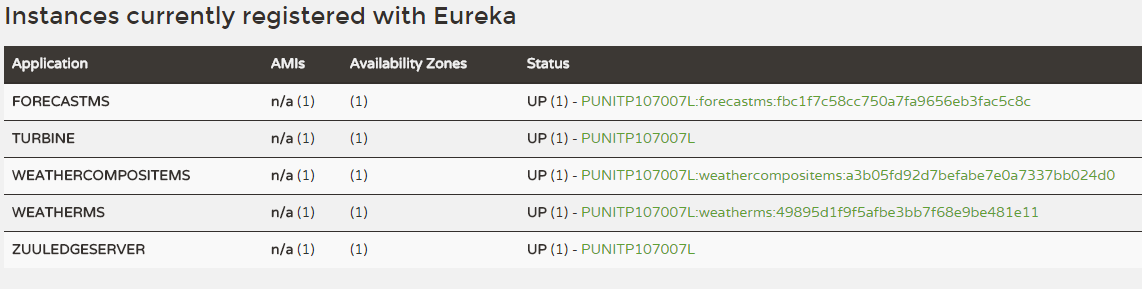 Instances currently registered with Eureka
Application AMIs Availability Zones Status
FORECASTMS n/a (1) (1) UP (1) - PUNITP107007L:forecastms:fbc1f7c58cc750a7fa9656eb3fac5c8c
TURBINE n/a (1) (1) UP (1) - PUNITP107007L
WEATHERCOMPOSITEMS n/a (1) (1) UP (1) - PUNITP107007L:weathercompositems:a3b05fd92d7befabe7e0a7337bb024d0
WEATHERMS n/a (1) (1) UP (1) - PUNITP107007L:weatherms:49895d1f9f5afbe3bb7f68e9be481e11
ZUULEDGESERVER n/a (1) (1) UP (1) - PUNITP107007L